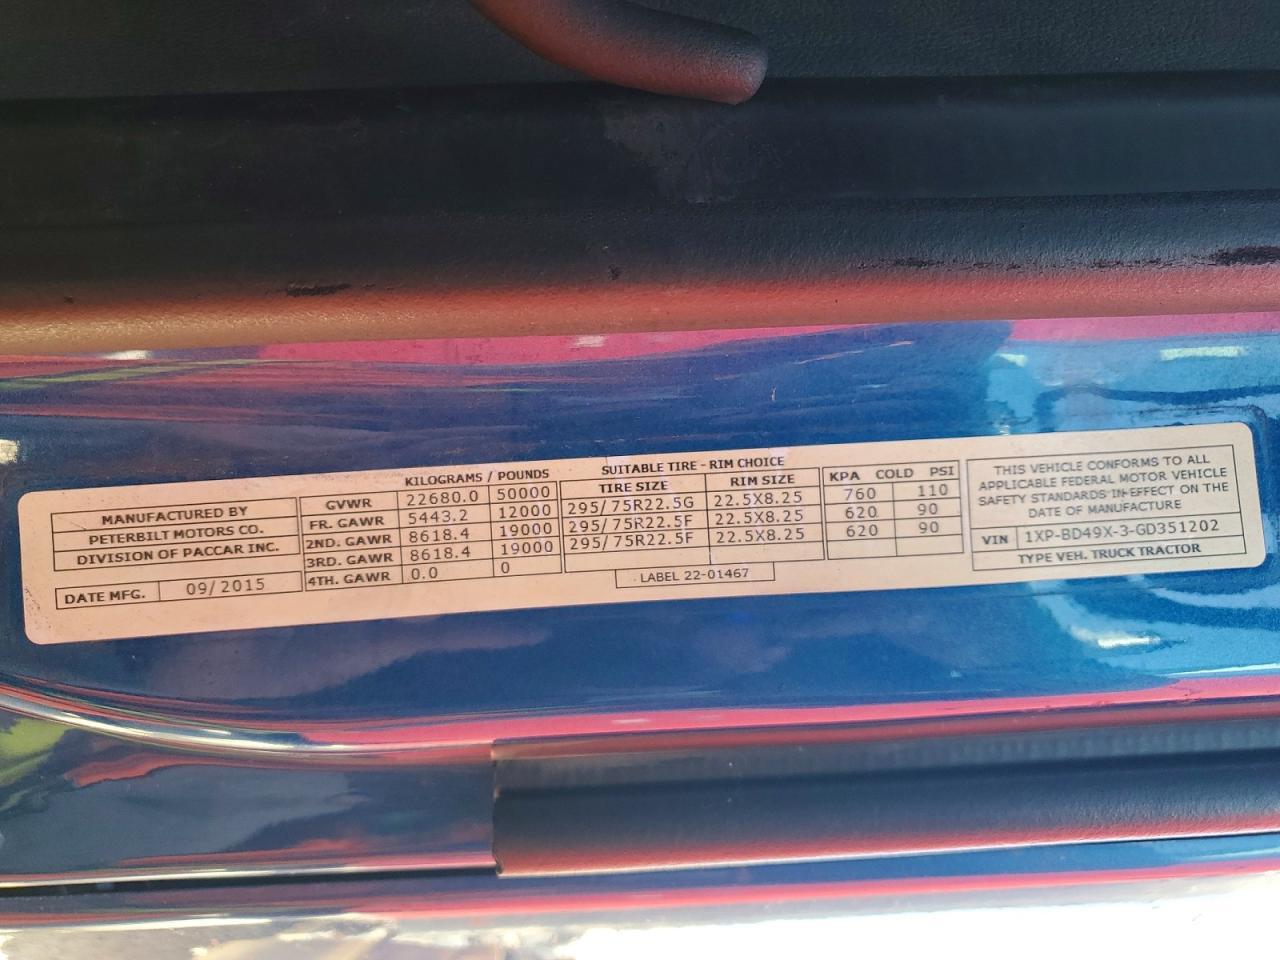 MANUFACTURED BY
PETERBILT MOTORS CO.
DIVISION OF PACCAR INC.
DATE MFG. 09/2015
KILOGRAMS / POUNDS
GVWR 22680.0 50000
FR. GAWR 5443.2 12000
2ND. GAWR 8618.4 19000
3RD. GAWR 8618.4 19000
4TH. GAWR 0.0 0
SUITABLE TIRE - RIM CHOICE
TIRE SIZE RIM SIZE
295/75R22.5G 22.5X8.25
295/75R22.5F 22.5X8.25
295/75R22.5F 22.5X8.25
LABEL 22-01467
KPA COLD PSI
760 110
620 90
620 90
THIS VEHICLE CONFORMS TO ALL
APPLICABLE FEDERAL MOTOR VEHICLE
SAFETY STANDARDS IN EFFECT ON THE
DATE OF MANUFACTURE
VIN 1XP-BD49X-3-GD351202
TYPE VEH. TRUCK TRACTOR